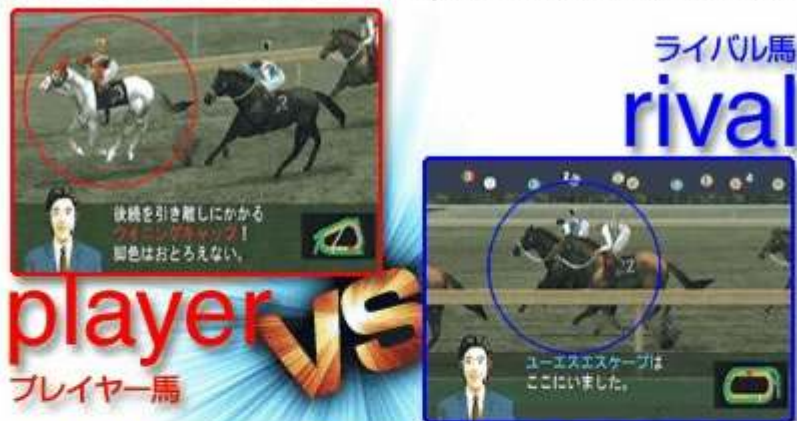 後続を引き離しにかかる
ウイニングキャップ!
脚色はおとろえない。
player
プレイヤー馬
VS
ライバル馬
rival
ユーエスエスケープは
ここにいました。